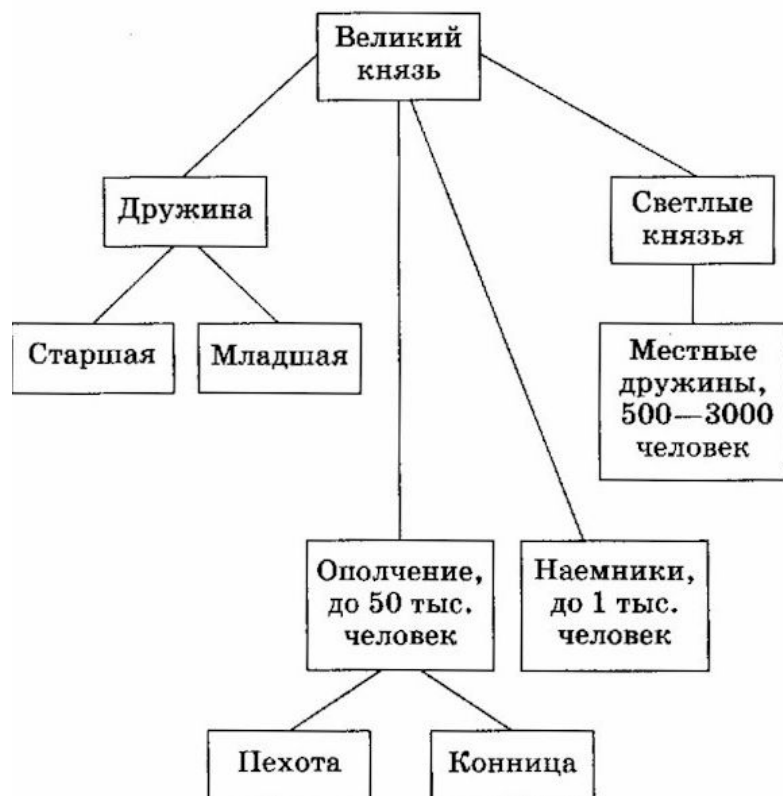 Великий
князь
Дружина
Светлые
князья
Старшая
Младшая
Местные
дружины,
500—3000
человек
Ополчение,
до 50 тыс.
человек
Наемники,
до 1 тыс.
человек
Пехота
Конница